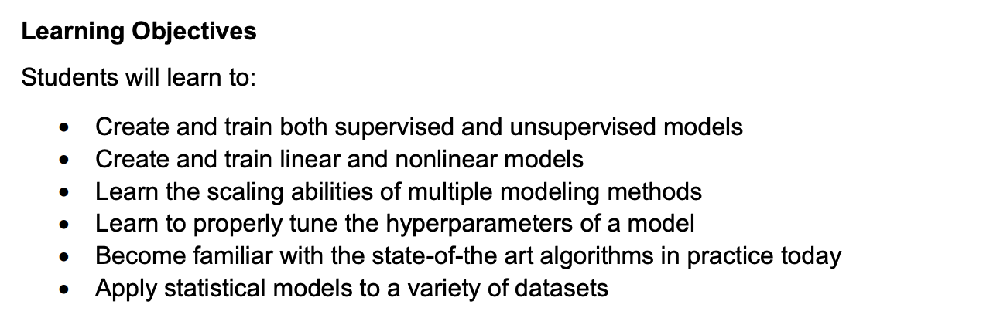 Learning Objectives
Students will learn to:
• Create and train both supervised and unsupervised models
• Create and train linear and nonlinear models
• Learn the scaling abilities of multiple modeling methods
• Learn to properly tune the hyperparameters of a model
• Become familiar with the state-of-the art algorithms in practice today
• Apply statistical models to a variety of datasets